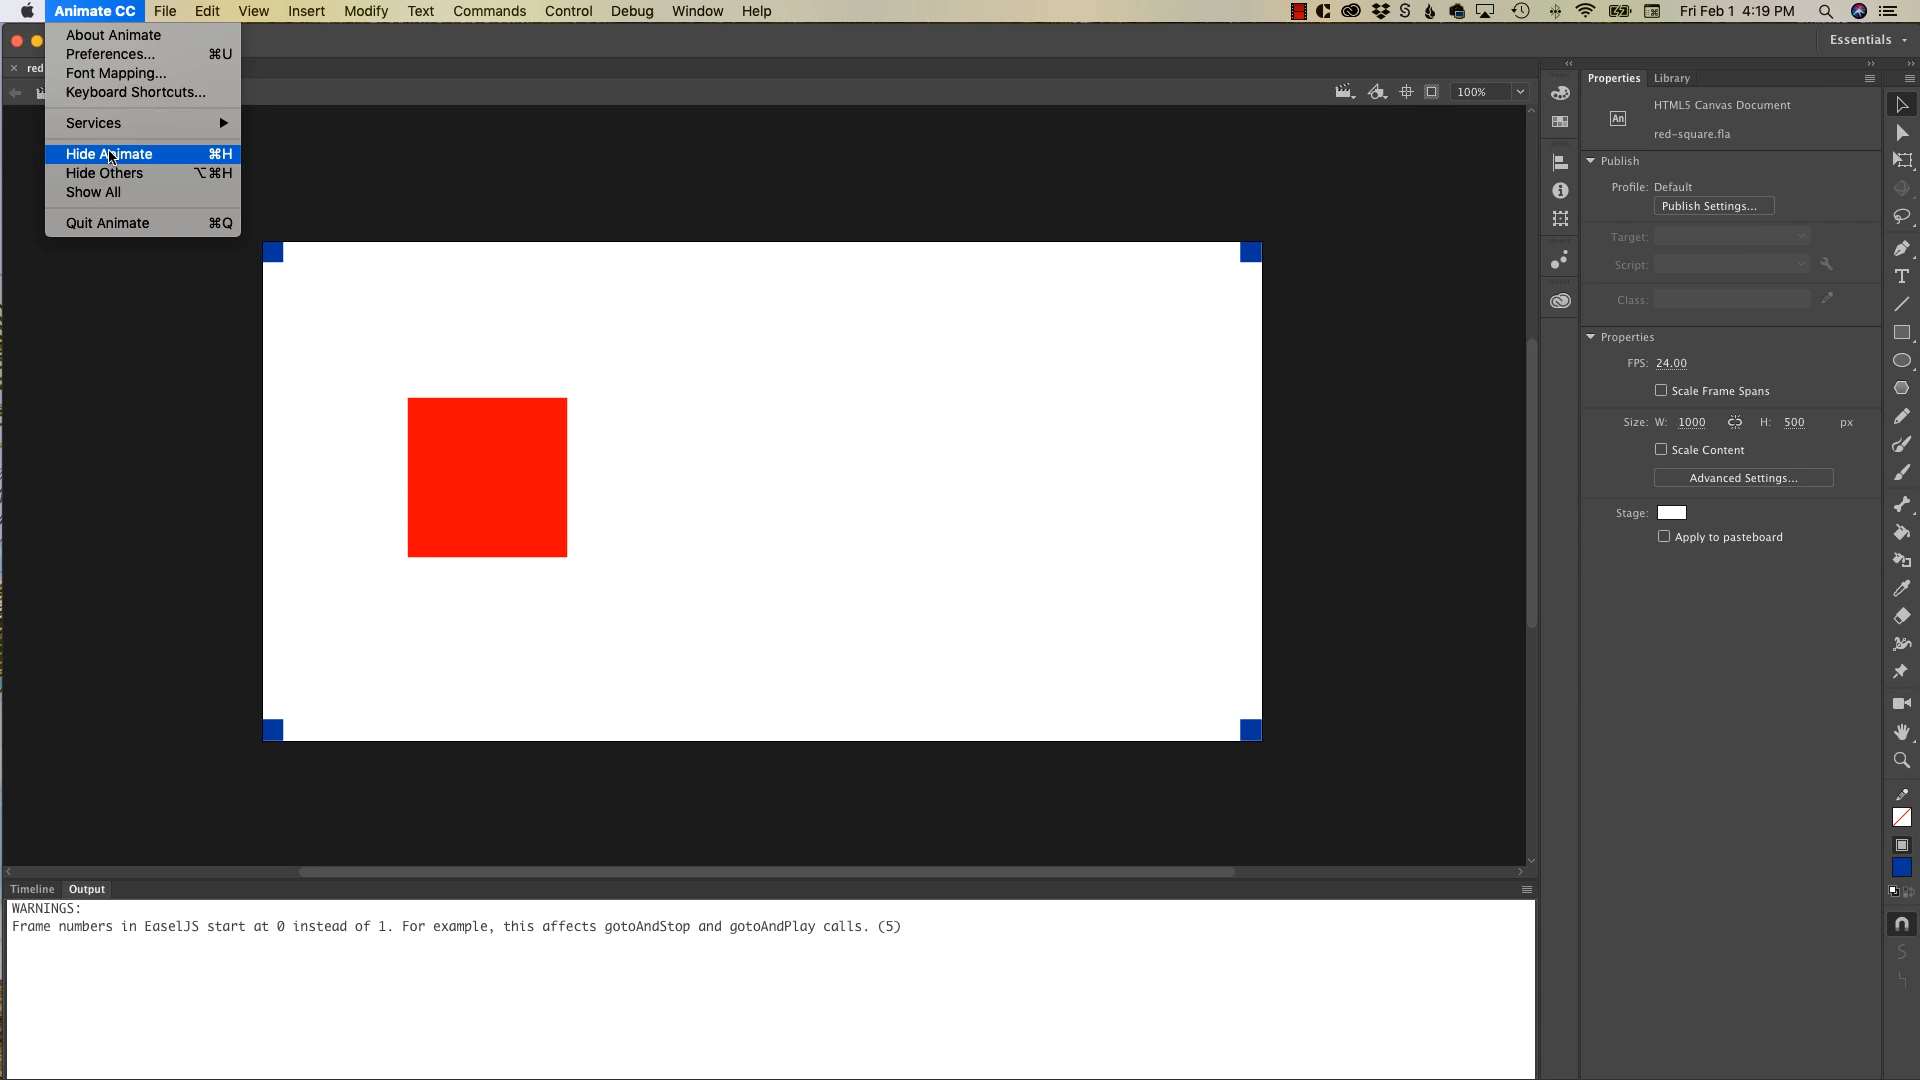 Animate CC File Edit View Insert Modify Text Commands Control Debug Window Help
Fri Feb 1 4:19 PM
About Animate
Preferences... ⌘U
Font Mapping...
Keyboard Shortcuts...
Services
Hide Animate ⌘H
Hide Others ⌥⌘H
Show All
Quit Animate ⌘Q
Essentials
red
100%
Properties Library
HTML5 Canvas Document
An
red-square.fla
Publish
Profile: Default
Publish Settings...
Target:
Script:
Class:
Properties
FPS: 24.00
Scale Frame Spans
Size: W: 1000 H: 500 px
Scale Content
Advanced Settings...
Stage:
Apply to pasteboard
Timeline Output
WARNINGS:
Frame numbers in EaselJS start at 0 instead of 1. For example, this affects gotoAndStop and gotoAndPlay calls. (5)